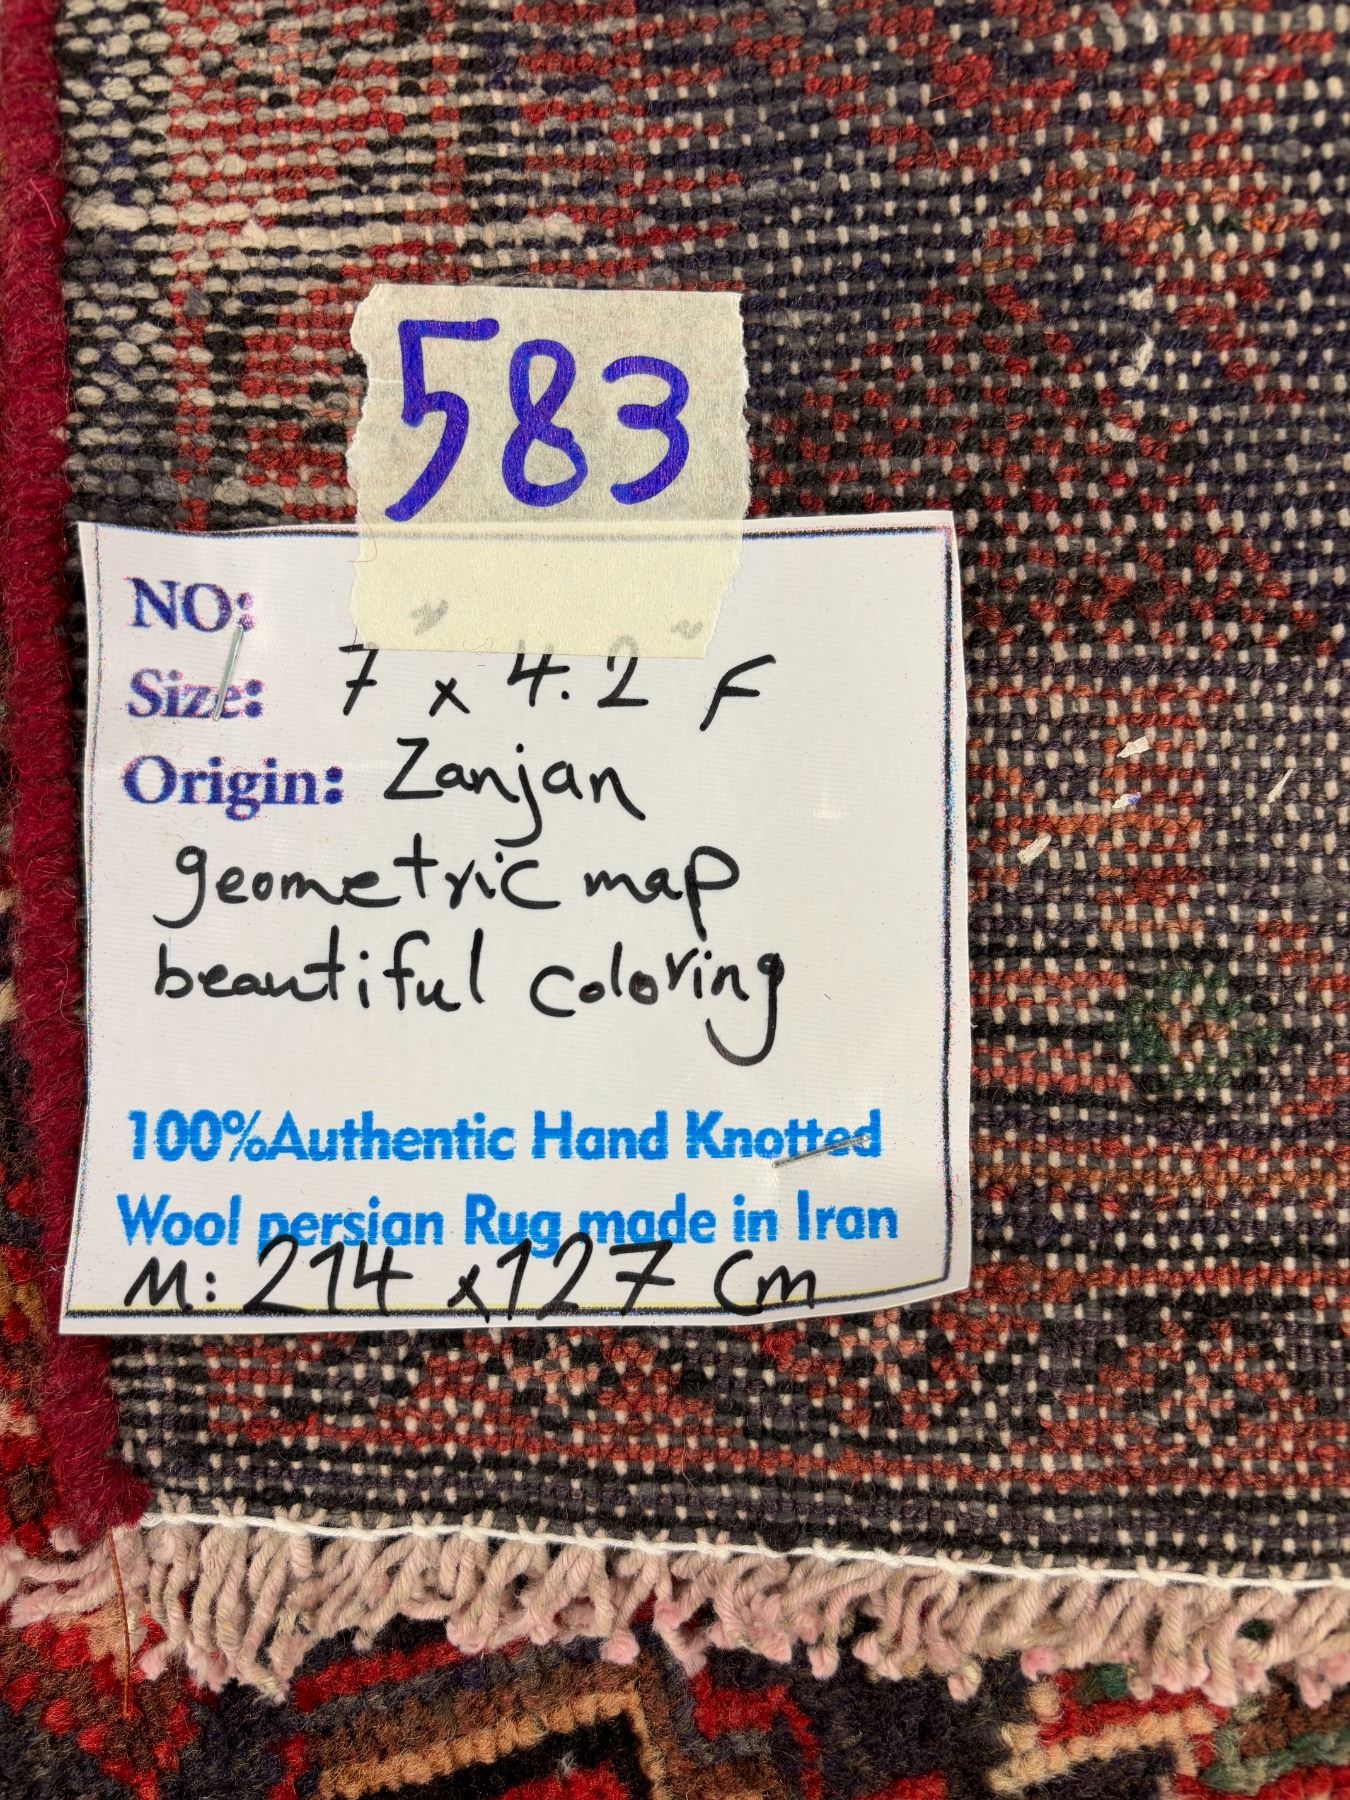 583
NO:
Size: 7 x 4.2 F
Origin: Zanjan
geometric map
beautiful coloring
100%Authentic Hand Knotted
Wool persian Rug made in Iran
M: 214 x 127 Cm